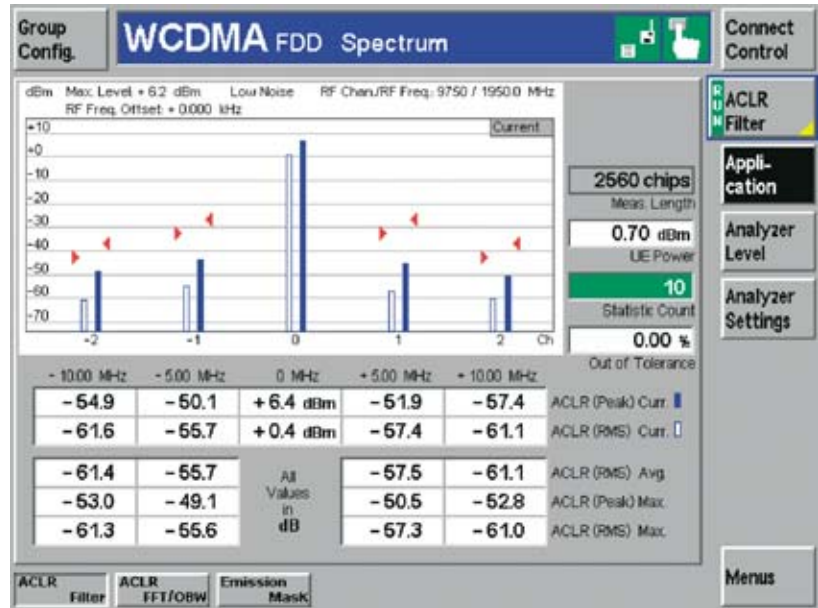 Group Config.
WCDMA FDD Spectrum
Connect Control
dBm Max. Level: + 6.2 dBm Low Noise RF Chan./RF Freq.: 9750 / 1950.0 MHz
RF Freq. Offset: + 0.000 kHz
Current
+10
+0
-10
-20
-30
-40
-50
-60
-70
-2 -1 0 1 2 Ch
2560 chips
Meas. Length
0.70 dBm
UE Power
10
Statistic Count
0.00 %
Out of Tolerance
RUN
ACLR Filter
Appli-
cation
Analyzer Level
Analyzer Settings
- 10.00 MHz - 5.00 MHz 0 MHz + 5.00 MHz + 10.00 MHz
- 54.9 - 50.1 + 6.4 dBm - 51.9 - 57.4 ACLR (Peak) Curr.
- 61.6 - 55.7 + 0.4 dBm - 57.4 - 61.1 ACLR (RMS) Curr.
- 61.4 - 55.7 - 57.5 - 61.1 ACLR (RMS) Avg.
- 53.0 - 49.1 - 50.5 - 52.8 ACLR (Peak) Max.
- 61.3 - 55.6 - 57.3 - 61.0 ACLR (RMS) Max.
All
Values
in
dB
ACLR Filter
ACLR FFT/OBW
Emission Mask
Menus